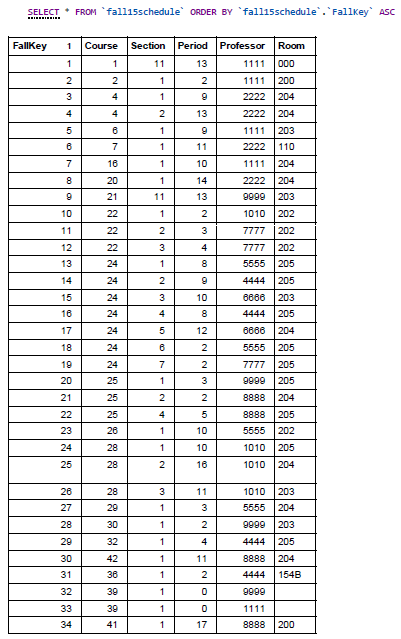 SELECT * FROM `fall15schedule` ORDER BY `fall15schedule`.`FallKey` ASC
FallKey 1 Course Section Period Professor Room
1 1 11 13 1111 000
2 2 1 2 1111 200
3 4 1 9 2222 204
4 4 2 13 2222 204
5 6 1 9 1111 203
6 7 1 11 2222 110
7 16 1 10 1111 204
8 20 1 14 2222 204
9 21 11 13 9999 203
10 22 1 2 1010 202
11 22 2 3 7777 202
12 22 3 4 7777 202
13 24 1 8 5555 205
14 24 2 9 4444 205
15 24 3 10 6666 203
16 24 4 8 4444 205
17 24 5 12 6666 204
18 24 6 2 5555 205
19 24 7 2 7777 205
20 25 1 3 9999 205
21 25 2 2 8888 204
22 25 4 5 8888 205
23 26 1 10 5555 202
24 28 1 10 1010 205
25 28 2 16 1010 204
26 28 3 11 1010 203
27 29 1 3 5555 204
28 30 1 2 9999 203
29 32 1 4 4444 205
30 42 1 11 8888 204
31 36 1 2 4444 154B
32 39 1 0 9999
33 39 1 0 1111
34 41 1 17 8888 200